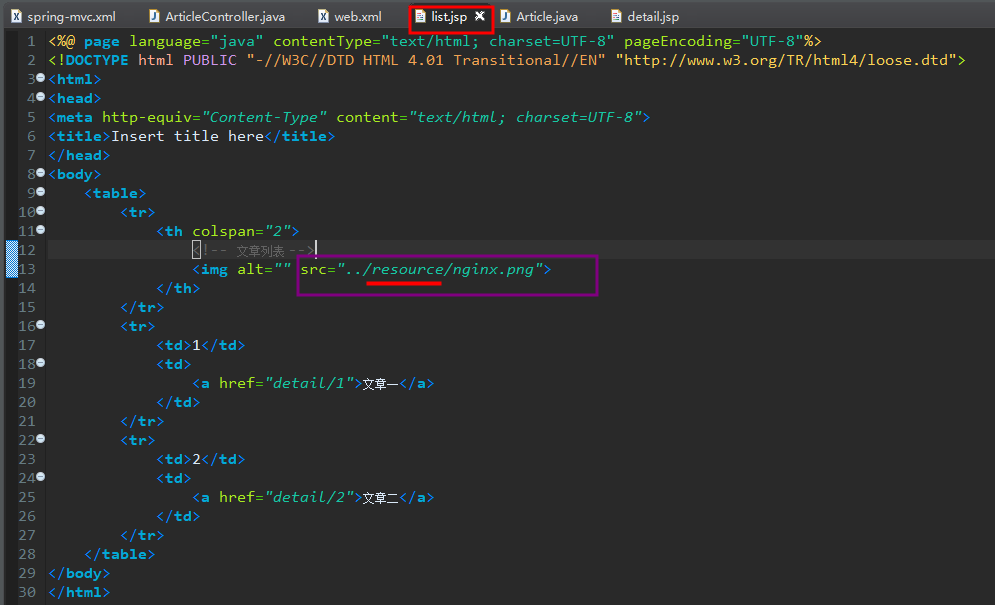 spring-mvc.xml ArticleController.java web.xml list.jsp Article.java detail.jsp
1 <%@ page language="java" contentType="text/html; charset=UTF-8" pageEncoding="UTF-8"%>
2 <!DOCTYPE html PUBLIC "-//W3C//DTD HTML 4.01 Transitional//EN" "http://www.w3.org/TR/html4/loose.dtd">
3 <html>
4 <head>
5 <meta http-equiv="Content-Type" content="text/html; charset=UTF-8">
6 <title>Insert title here</title>
7 </head>
8 <body>
9 <table>
10 <tr>
11 <th colspan="2">
12 <!-- 文章列表 -->
13 <img alt="" src="../resource/nginx.png">
14 </th>
15 </tr>
16 <tr>
17 <td>1</td>
18 <td>
19 <a href="detail/1">文章一</a>
20 </td>
21 </tr>
22 <tr>
23 <td>2</td>
24 <td>
25 <a href="detail/2">文章二</a>
26 </td>
27 </tr>
28 </table>
29 </body>
30 </html>